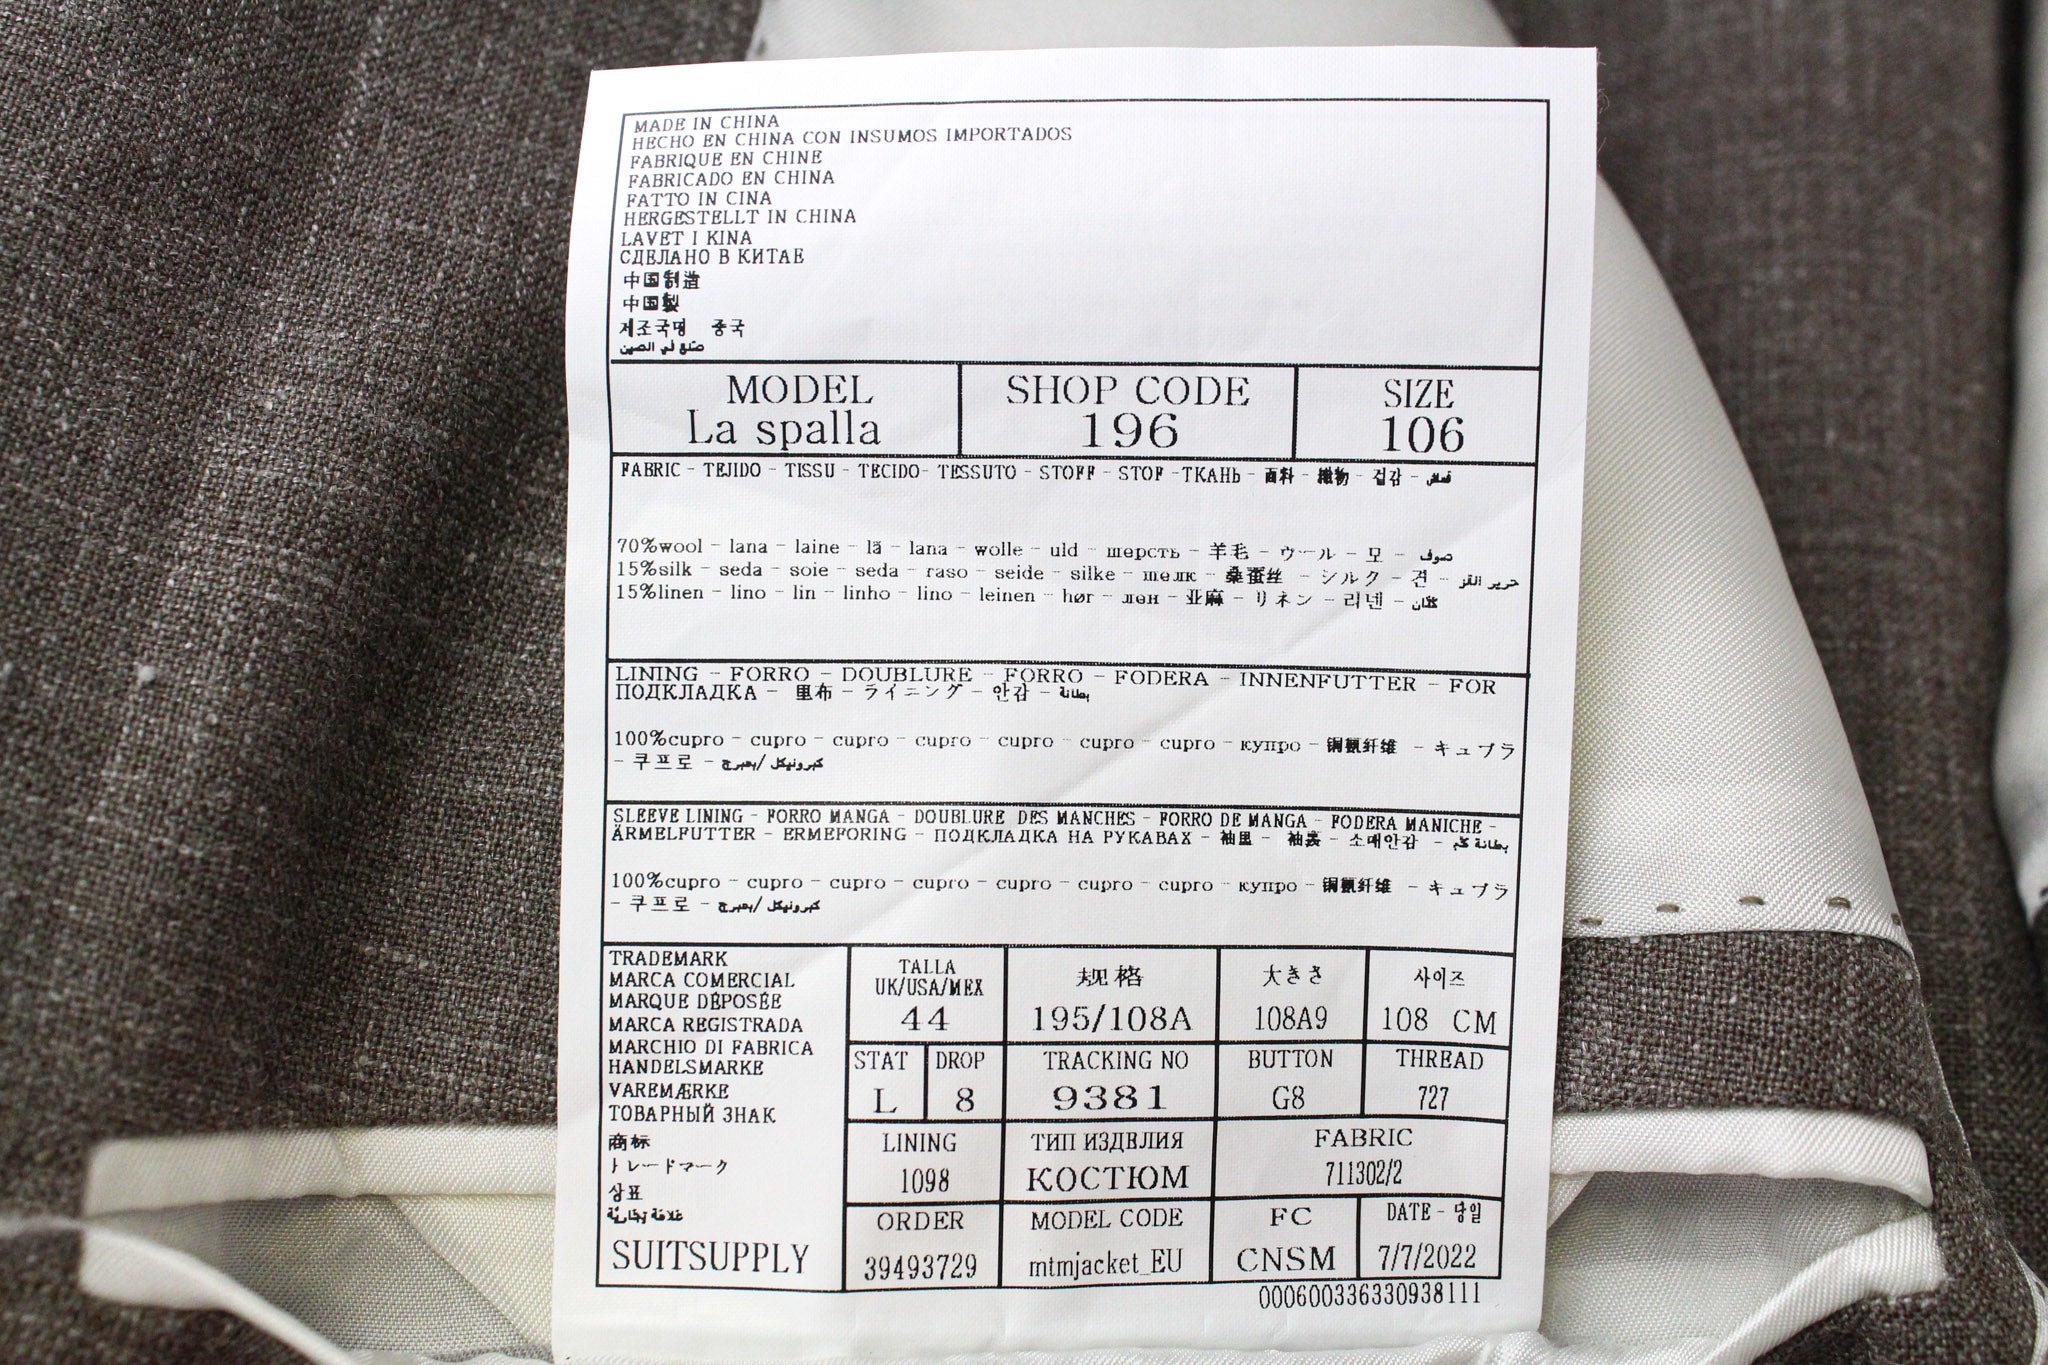 MADE IN CHINA
HECHO EN CHINA CON INSUMOS IMPORTADOS
FABRIQUE EN CHINE
FABRICADO EN CHINA
FATTO IN CINA
HERGESTELLT IN CHINA
LAVET I KINA
СДЕЛАНО В КИТАЕ
中国制造
中国製
제조국명 중국
صنع في الصين
MODEL
La spalla
SHOP CODE
196
SIZE
106
FABRIC - TEJIDO - TISSU - TECIDO- TESSUTO - STOFF - STOF -ТКАНЬ - 面料 - 織物 - 겉감 - قماش
70%wool - lana - laine - lã - lana - wolle - uld - шерсть - 羊毛 - ウール - 모 - صوف
15%silk - seda - soie - seda - raso - seide - silke - шелк - 桑蚕丝 - シルク - 견 - حرير القز
15%linen - lino - lin - linho - lino - leinen - hør - лен - 亚麻 - リネン - 리넨 - كتان
LINING - FORRO - DOUBLURE - FORRO - FODERA - INNENFUTTER - FOR
ПОДКЛАДКА - 里布 - ライニング - 안감 - بطانة
100%cupro - cupro - cupro - cupro - cupro - cupro - cupro - купро - 铜氨纤维 - キュプラ
- 쿠프로 - كبرونيكل /
SLEEVE LINING - FORRO MANGA - DOUBLURE DES MANCHES - FORRO DE MANGA - FODERA MANICHE -
ÄRMELFUTTER - ERMEFORING - ПОДКЛАДКА НА РУКАВАХ - 袖里 - 袖裏 - 소매안감 - بطانة كم
100%cupro - cupro - cupro - cupro - cupro - cupro - cupro - купро - 铜氨纤维 - キュプラ
- 쿠프로 - كبرونيكل /
TRADEMARK
MARCA COMERCIAL
MARQUE DÉPOSÉE
MARCA REGISTRADA
MARCHIO DI FABRICA
HANDELSMARKE
VAREMÆRKE
ТОВАРНЫЙ ЗНАК
商标
トレードマーク
상표
علامة تجارية
SUITSUPPLY
TALLA
UK/USA/MEX
44
规格
195/108A
大きさ
108A9
사이즈
108 CM
STAT
L
DROP
8
TRACKING NO
9381
BUTTON
G8
THREAD
727
LINING
1098
ТИП ИЗДЕЛИЯ
КОСТЮМ
FABRIC
711302/2
ORDER
39493729
MODEL CODE
mtmjacket_EU
FC
CNSM
DATE - 당일
7/7/2022
000600336330938111